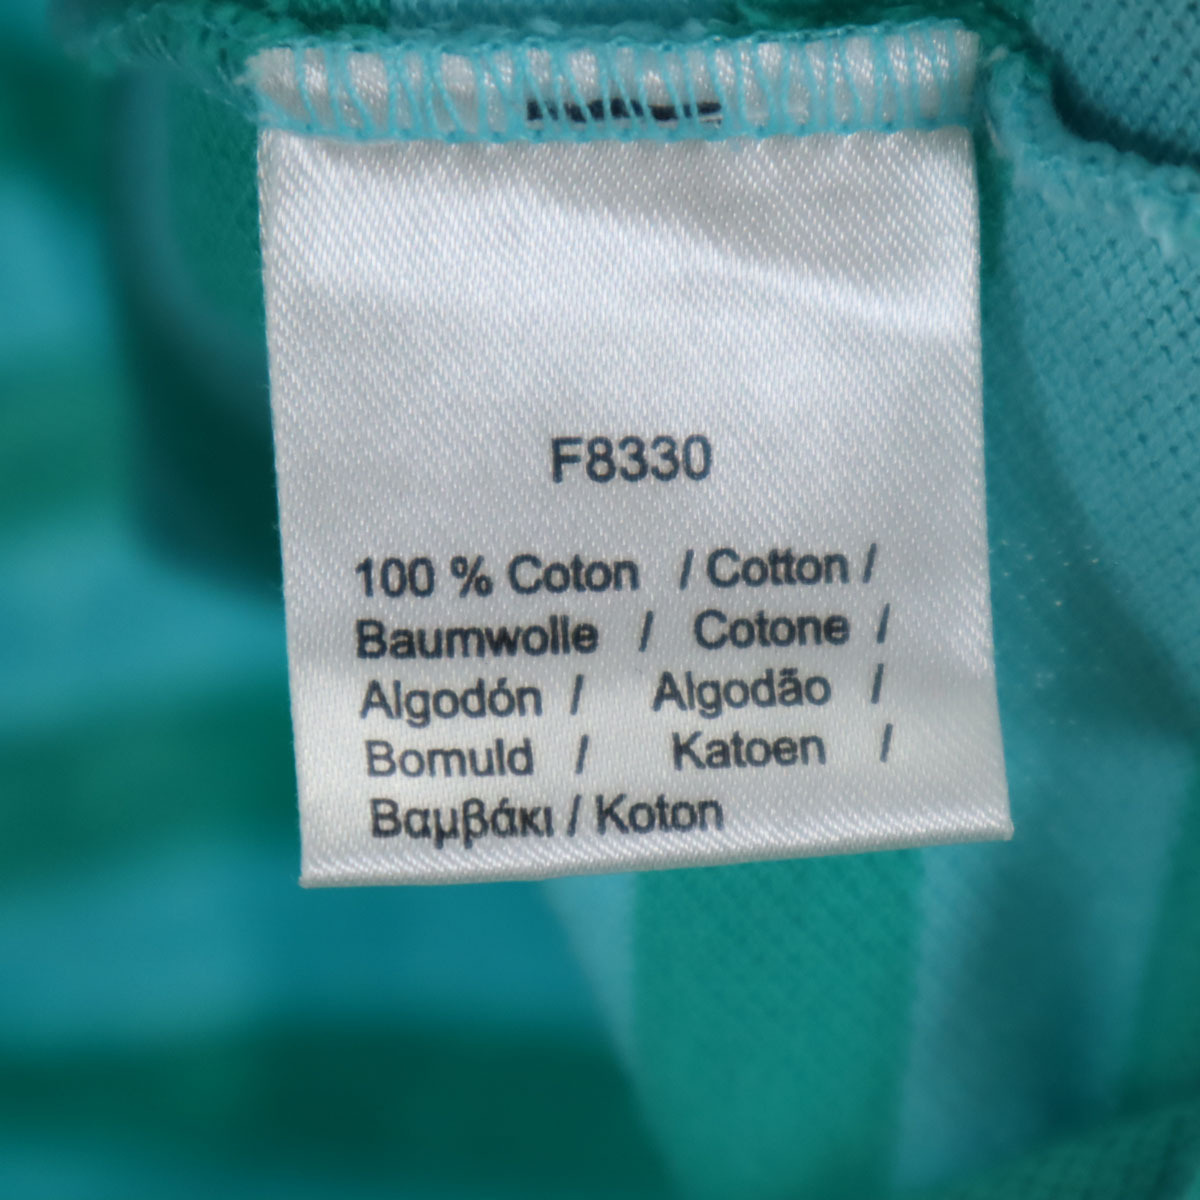 F8330
100 % Coton / Cotton /
Baumwolle / Cotone /
Algodón / Algodão /
Bomuld / Katoen /
Βαμβάκι / Koton